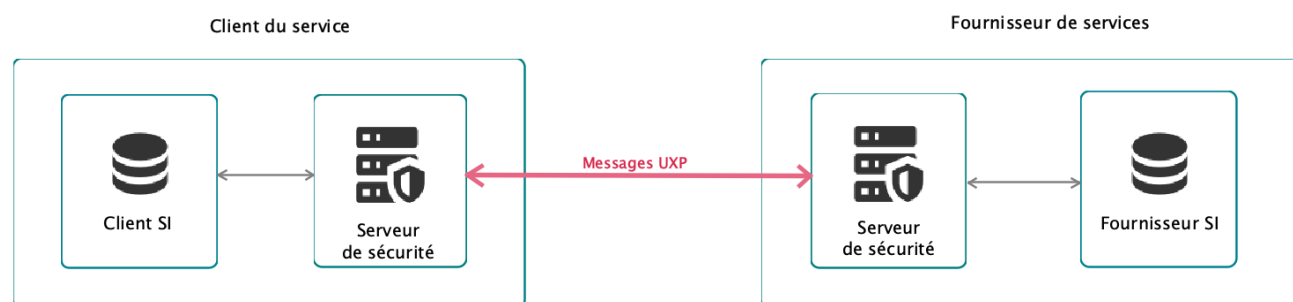 Client du service
Fournisseur de services
Messages UXP
Client SI
Serveur
de sécurité
Serveur
de sécurité
Fournisseur SI